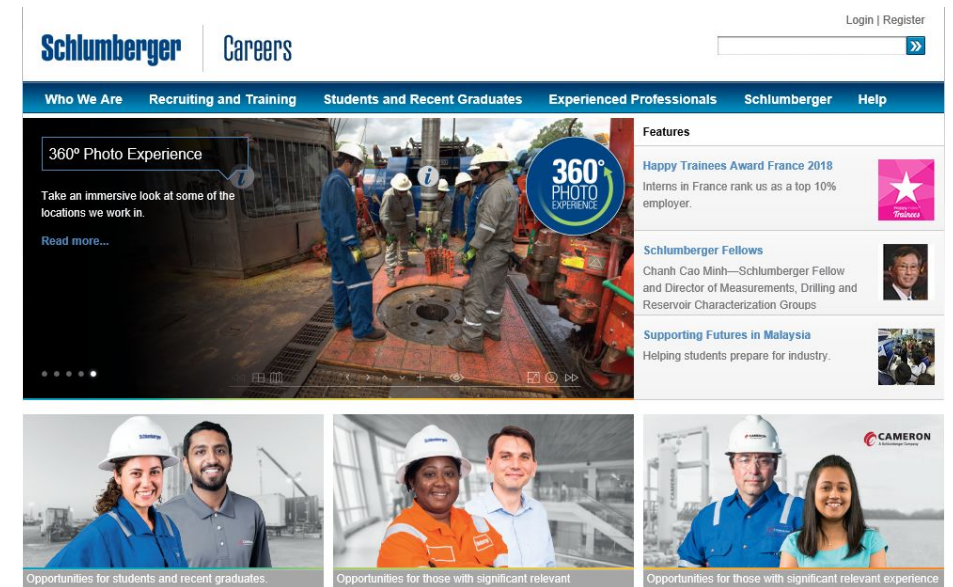 Login | Register
Schlumberger
Careers
Who We Are
Recruiting and Training
Students and Recent Graduates
Experienced Professionals
Schlumberger
Help
360º Photo Experience
Take an immersive look at some of the
locations we work in.
Read more...
360°
PHOTO
EXPERIENCE
Features
Happy Trainees Award France 2018
Interns in France rank us as a top 10%
employer.
Trainees
Schlumberger Fellows
Chanh Cao Minh—Schlumberger Fellow
and Director of Measurements, Drilling and
Reservoir Characterization Groups
Supporting Futures in Malaysia
Helping students prepare for industry.
Schlumberger
Opportunities for students and recent graduates.
Schlumberger
Opportunities for those with significant relevant
CAMERON
A Schlumberger Company
Opportunities for those with significant relevant experience